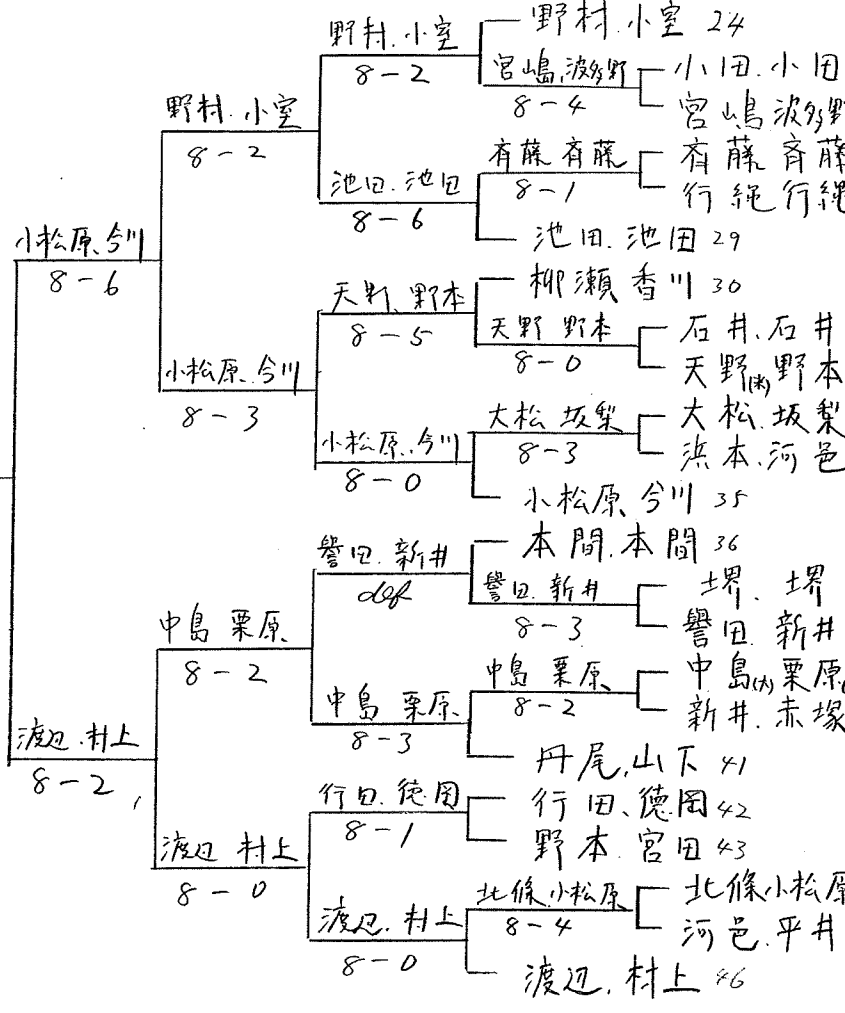 野村.小室 24
野村.小室
8-2
宮嶋.波多野
8-4
小田.小田
宮嶋 波多野
野村.小室
8-2
斉藤 斉藤
8-1
斉藤 斉藤
行縄 行縄
池田.池田
8-6
池田.池田 29
小松原.今川
8-6
柳瀬 香川 30
天野.野本
8-5
天野 野本
8-0
石井.石井
天野(米)野本
小松原.今川
8-3
大松 坂梨
8-3
大松.坂梨
浜本.河邑
小松原.今川
8-0
小松原.今川 35
本間.本間 36
誉田.新井
def
誉田.新井
8-3
堺、堺
誉田.新井
中島 栗原
8-2
中島 栗原
8-2
中島(大)栗原(
新井.赤塚
中島 栗原
8-3
丹尾.山下 41
渡辺.村上
8-2
行田.徳岡
8-1
行田、徳岡 42
野本.宮田 43
渡辺 村上
8-0
北條.小松原
8-4
北條小松原
河邑.平井
渡辺.村上
8-0
渡辺.村上 46